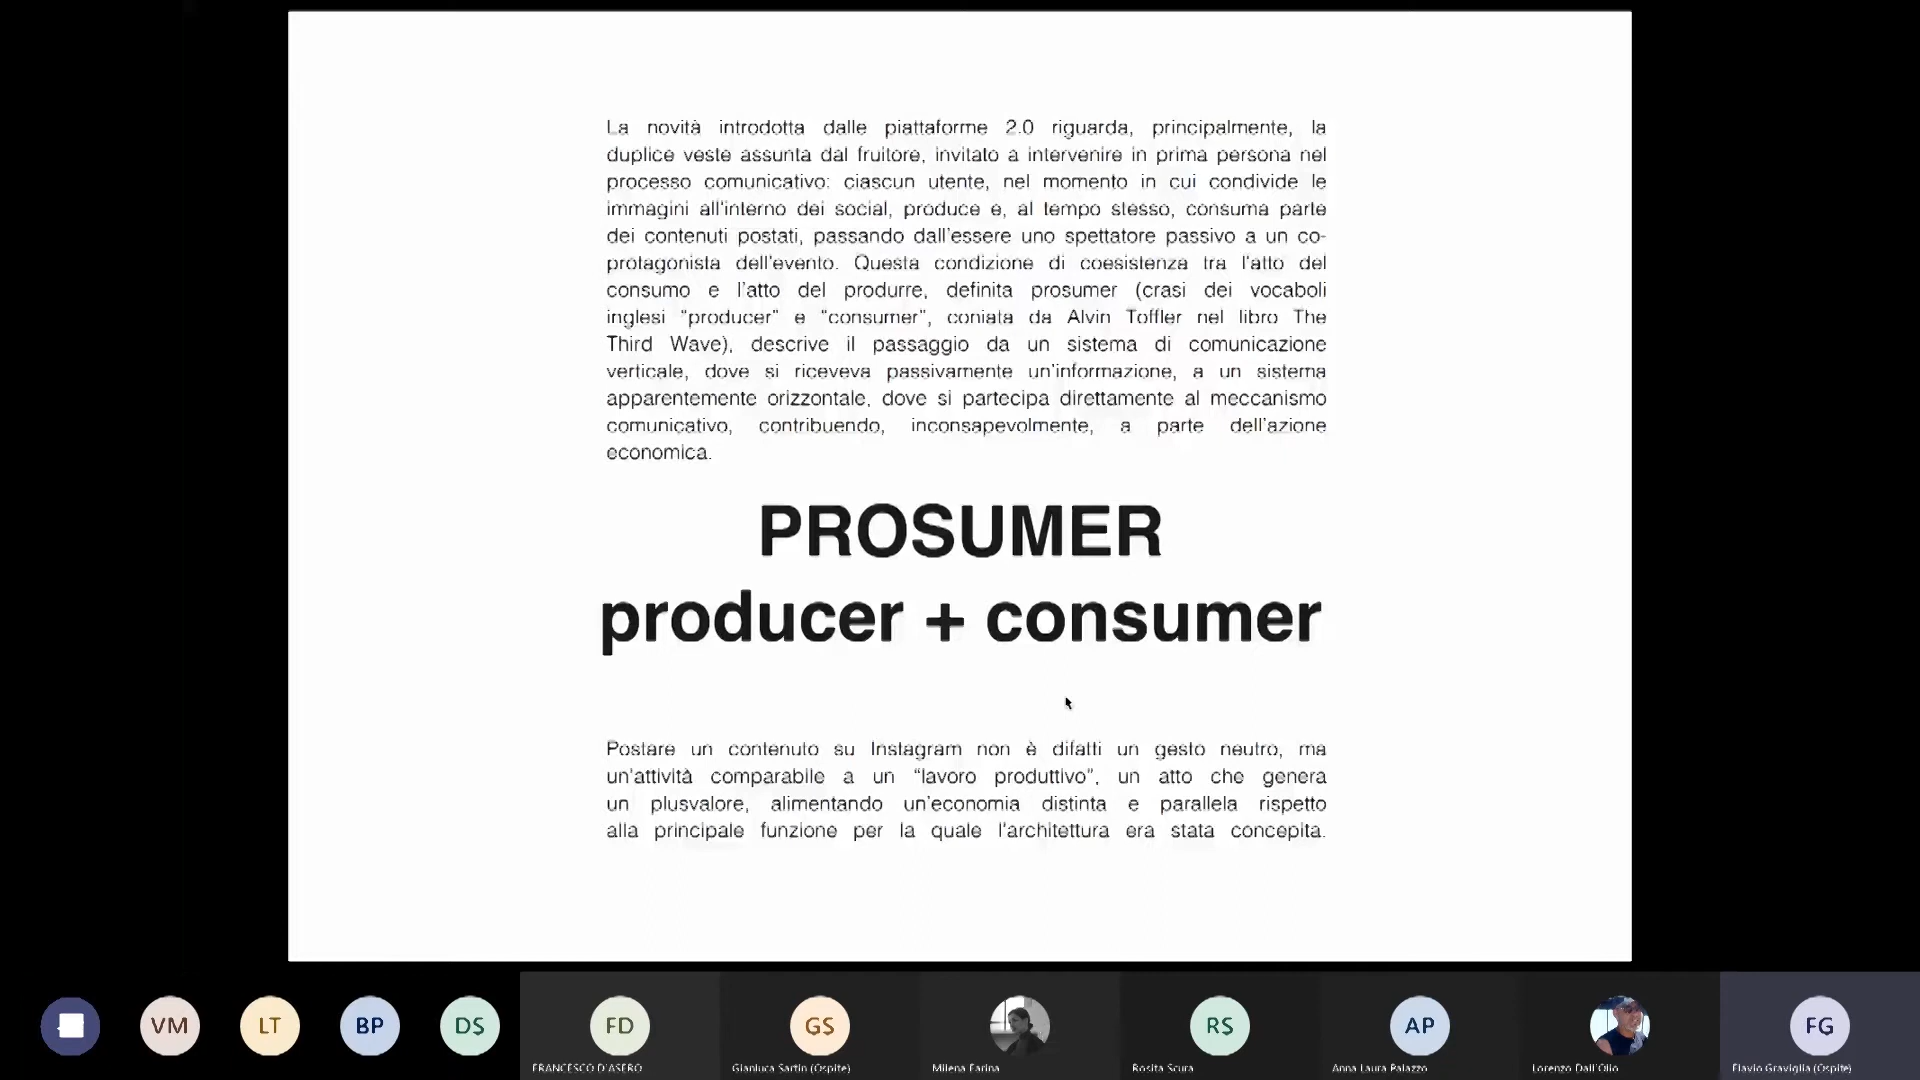 La novità introdotta dalle piattaforme 2.0 riguarda, principalmente, la
duplice veste assunta dal fruitore, invitato a intervenire in prima persona nel
processo comunicativo: ciascun utente, nel momento in cui condivide le
immagini all'interno dei social, produce e, al tempo stesso, consuma parte
dei contenuti postati, passando dall'essere uno spettatore passivo a un co-
protagonista dell'evento. Questa condizione di coesistenza tra l'atto del
consumo e l'atto del produrre, definita prosumer (crasi dei vocaboli
inglesi “producer” e “consumer”, coniata da Alvin Toffler nel libro The
Third Wave), descrive il passaggio da un sistema di comunicazione
verticale, dove si riceveva passivamente un'informazione, a un sistema
apparentemente orizzontale, dove si partecipa direttamente al meccanismo
comunicativo, contribuendo, inconsapevolmente, a parte dell'azione
economica.
PROSUMER
producer + consumer
Postare un contenuto su Instagram non è difatti un gesto neutro, ma
un'attività comparabile a un “lavoro produttivo”, un atto che genera
un plusvalore, alimentando un'economia distinta e parallela rispetto
alla principale funzione per la quale l'architettura era stata concepita.
VM LT BP DS FD GS RS AP FG
FRANCESCO D'ASERO Gianluca Sartin (Ospite) Milena Farina Rosita Scura Anna Laura Palazzo Lorenzo Dall'Olio Flavio Graviglia (Ospite)